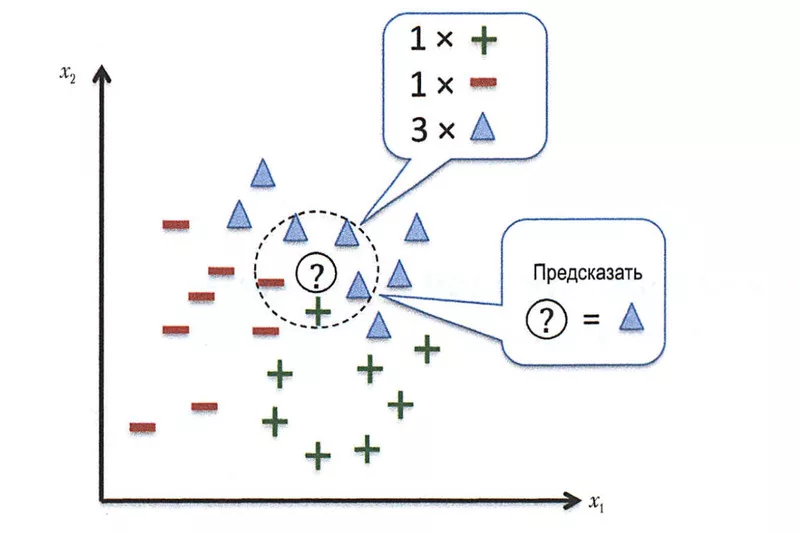 1 × +
1 × −
3 ×
x₂
?
Предсказать
? =
x₁